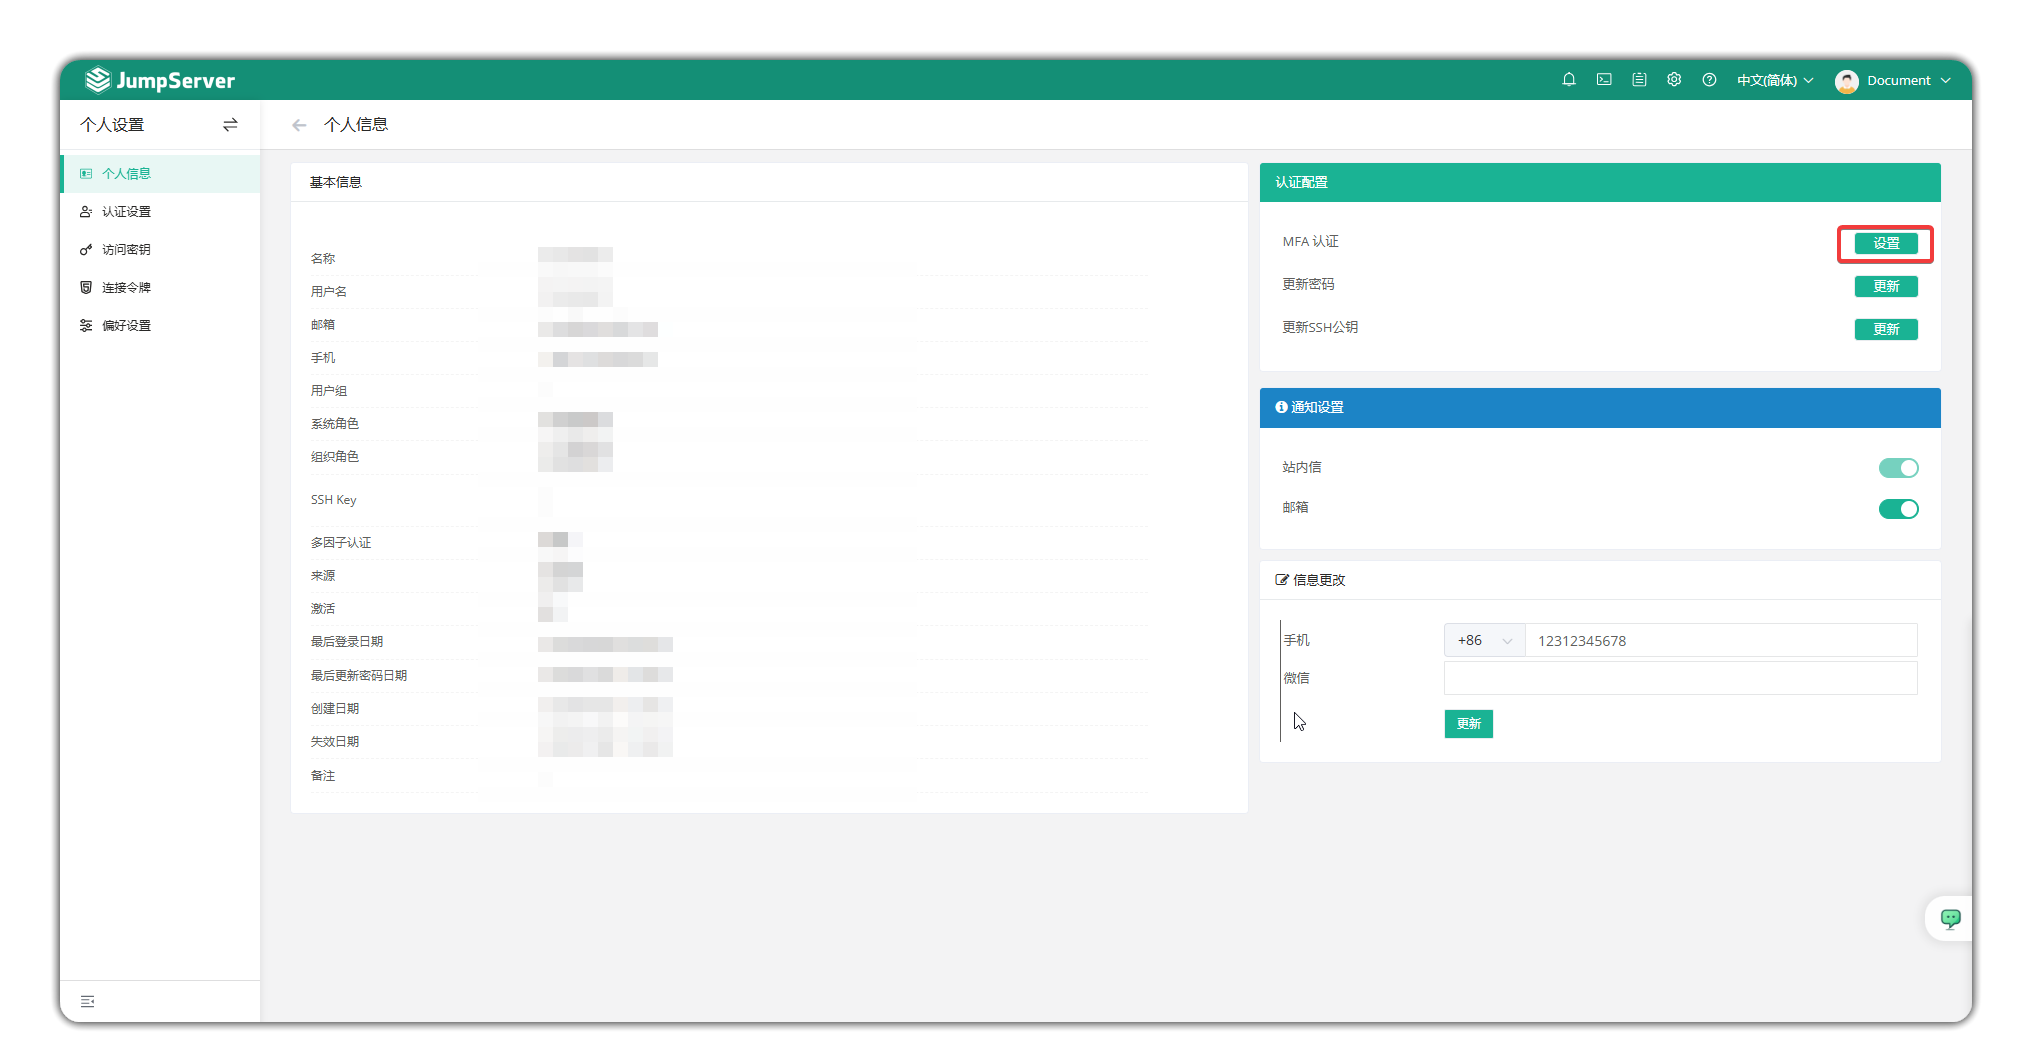 JumpServer
中文(简体)
Document
个人设置
个人信息
个人信息
认证设置
访问密钥
连接令牌
偏好设置
基本信息
名称
用户名
邮箱
手机
用户组
系统角色
组织角色
SSH Key
多因子认证
来源
激活
最后登录日期
最后更新密码日期
创建日期
失效日期
备注
认证配置
MFA 认证
设置
更新密码
更新
更新SSH公钥
更新
通知设置
站内信
邮箱
信息更改
手机
+86
12312345678
微信
更新